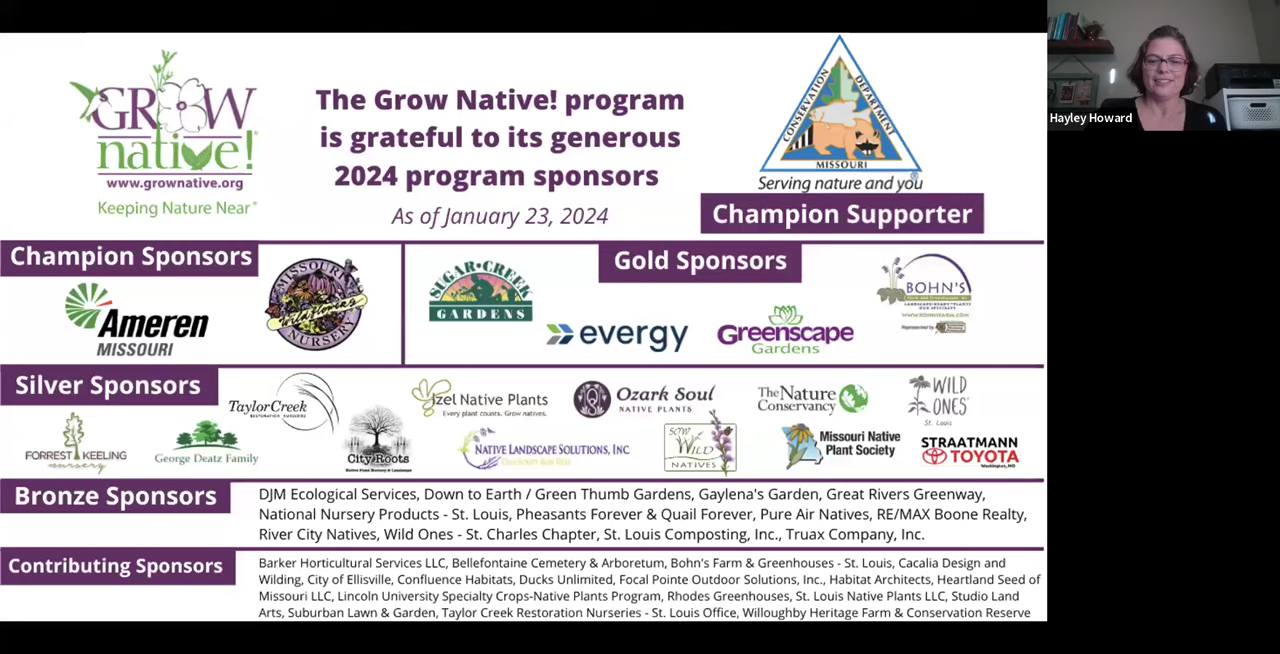 GROW
native!
www.grownative.org
Keeping Nature Near
The Grow Native! program
is grateful to its generous
2024 program sponsors
As of January 23, 2024
CONSERVATION DEPARTMENT
MISSOURI
Serving nature and you
Champion Supporter
Hayley Howard
Champion Sponsors
Ameren
MISSOURI
MISSOURI
Wildflowers
NURSERY
Gold Sponsors
SUGAR CREEK
GARDENS
evergy
Greenscape
Gardens
BOHN'S
Silver Sponsors
FORREST KEELING
nursery
TaylorCreek
RESTORATION NURSERIES
George Deatz Family
City Roots
Izel Native Plants
Every plant counts. Grow natives.
Ozark Soul
NATIVE PLANTS
The Nature
Conservancy
WILD
ONES
St. Louis
NATIVE LANDSCAPE SOLUTIONS, INC
SOW
WILD
NATIVES
Missouri Native
Plant Society
STRAATMANN
TOYOTA
Washington, MO
Bronze Sponsors
DJM Ecological Services, Down to Earth / Green Thumb Gardens, Gaylena's Garden, Great Rivers Greenway,
National Nursery Products - St. Louis, Pheasants Forever & Quail Forever, Pure Air Natives, RE/MAX Boone Realty,
River City Natives, Wild Ones - St. Charles Chapter, St. Louis Composting, Inc., Truax Company, Inc.
Contributing Sponsors
Barker Horticultural Services LLC, Bellefontaine Cemetery & Arboretum, Bohn's Farm & Greenhouses - St. Louis, Cacalia Design and
Wilding, City of Ellisville, Confluence Habitats, Ducks Unlimited, Focal Pointe Outdoor Solutions, Inc., Habitat Architects, Heartland Seed of
Missouri LLC, Lincoln University Specialty Crops-Native Plants Program, Rhodes Greenhouses, St. Louis Native Plants LLC, Studio Land
Arts, Suburban Lawn & Garden, Taylor Creek Restoration Nurseries - St. Louis Office, Willoughby Heritage Farm & Conservation Reserve